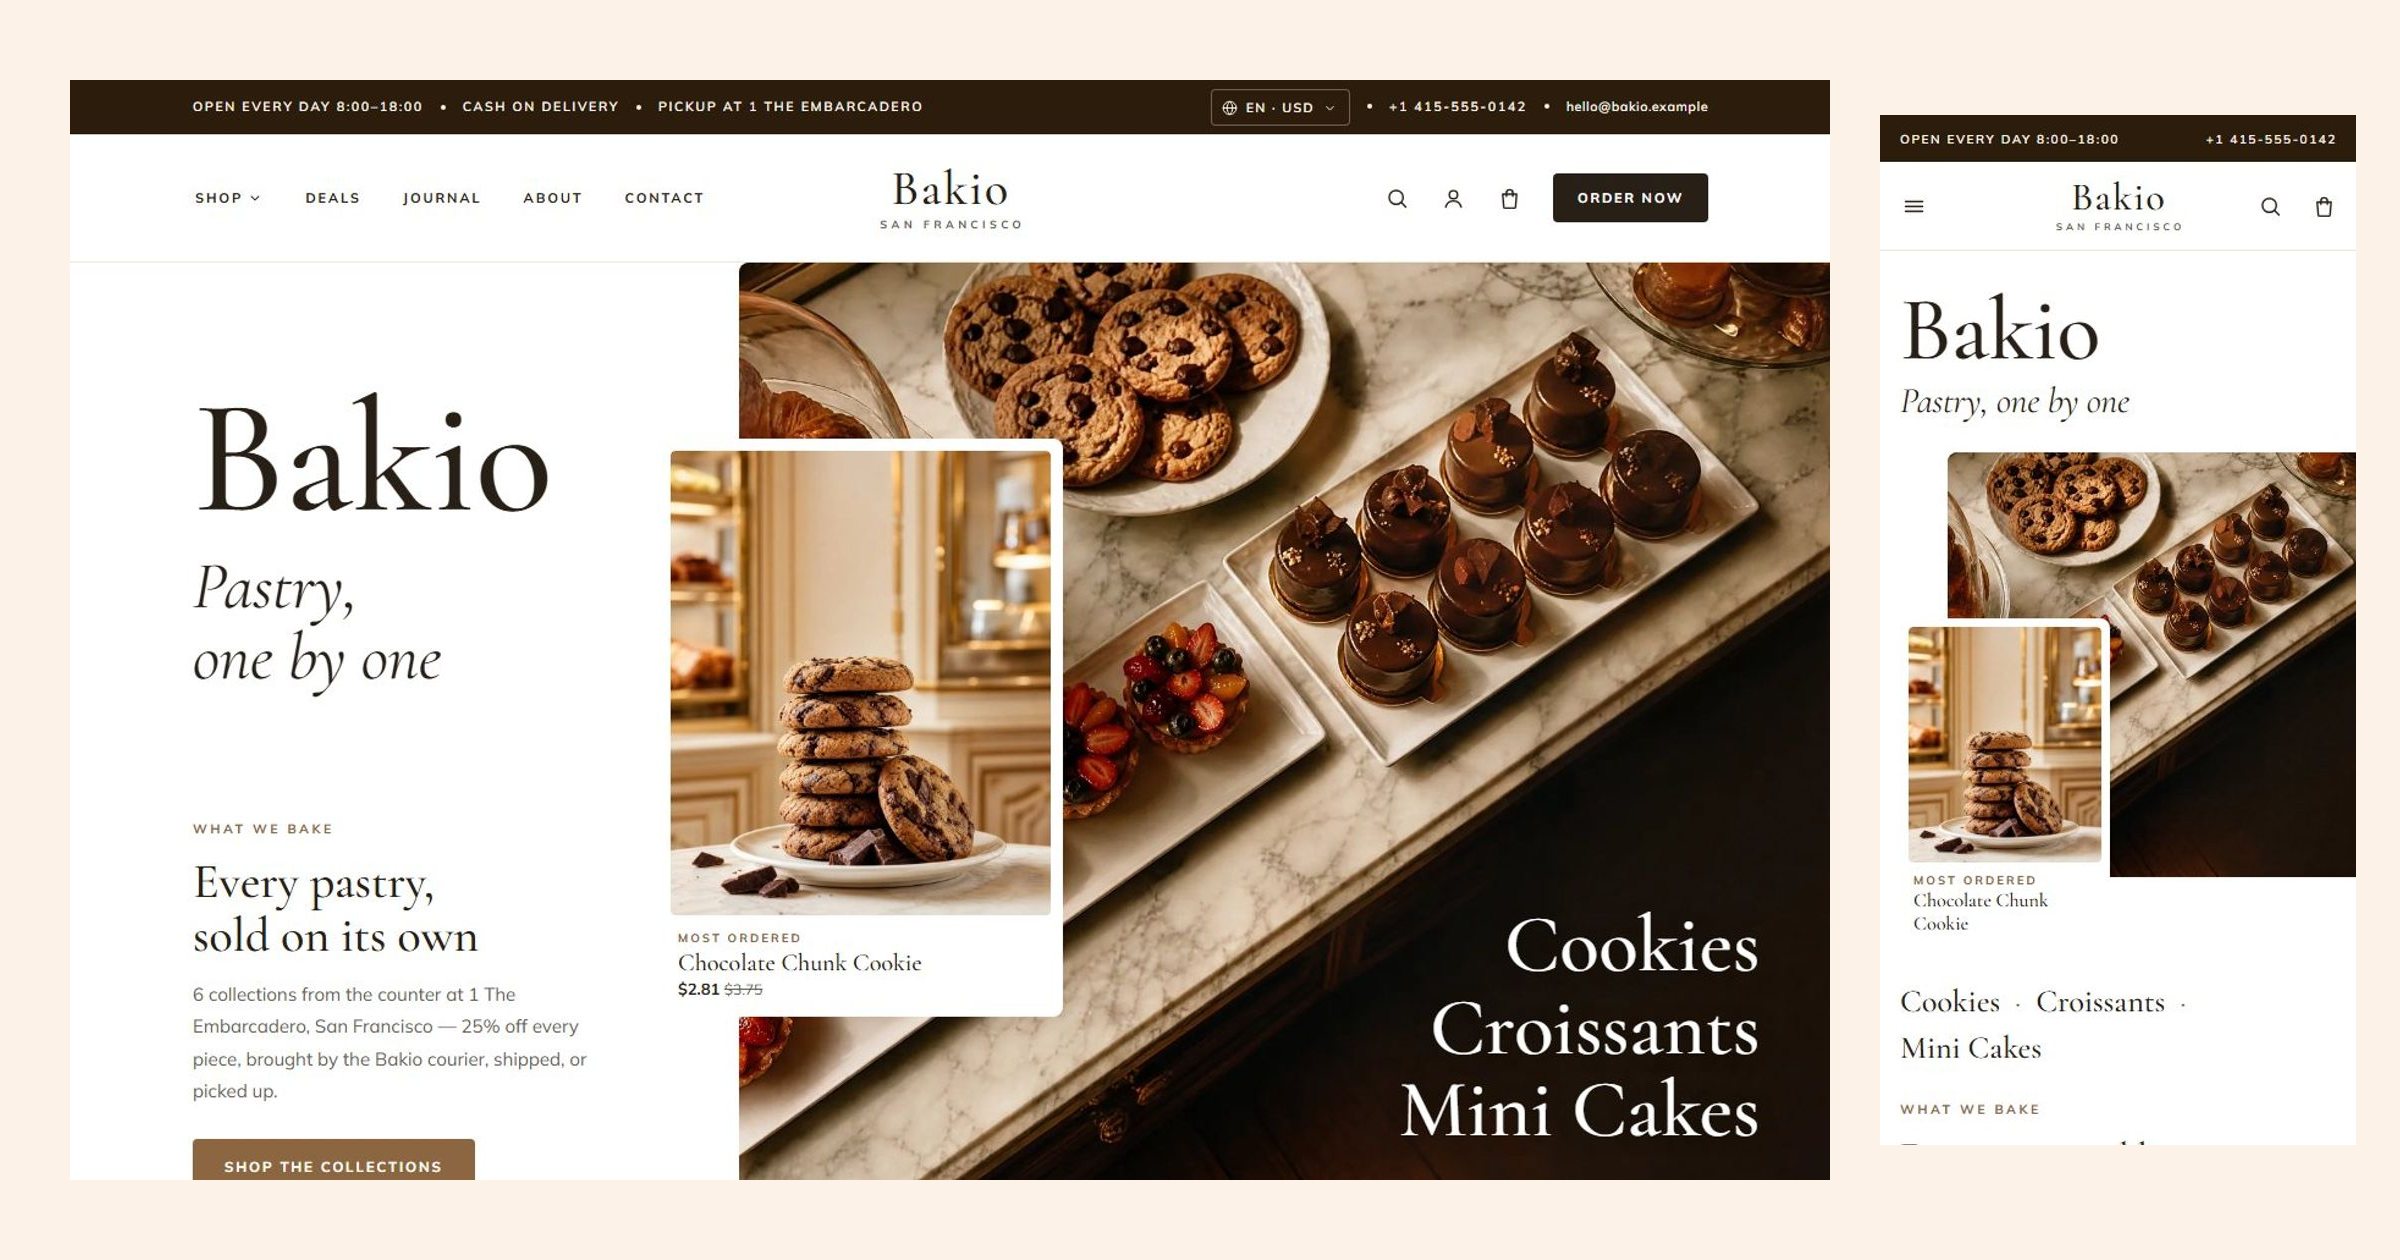 OPEN EVERY DAY 8:00–18:00 • CASH ON DELIVERY • PICKUP AT 1 THE EMBARCADERO
EN · USD • +1 415-555-0142 • hello@bakio.example
SHOP DEALS JOURNAL ABOUT CONTACT
Bakio
SAN FRANCISCO
ORDER NOW
Bakio
Pastry,
one by one
WHAT WE BAKE
Every pastry,
sold on its own
6 collections from the counter at 1 The
Embarcadero, San Francisco — 25% off every
piece, brought by the Bakio courier, shipped, or
picked up.
SHOP THE COLLECTIONS
MOST ORDERED
Chocolate Chunk Cookie
$2.81 $3.75
Cookies
Croissants
Mini Cakes
OPEN EVERY DAY 8:00–18:00 +1 415-555-0142
Bakio
SAN FRANCISCO
Bakio
Pastry, one by one
MOST ORDERED
Chocolate Chunk
Cookie
Cookies · Croissants ·
Mini Cakes
WHAT WE BAKE